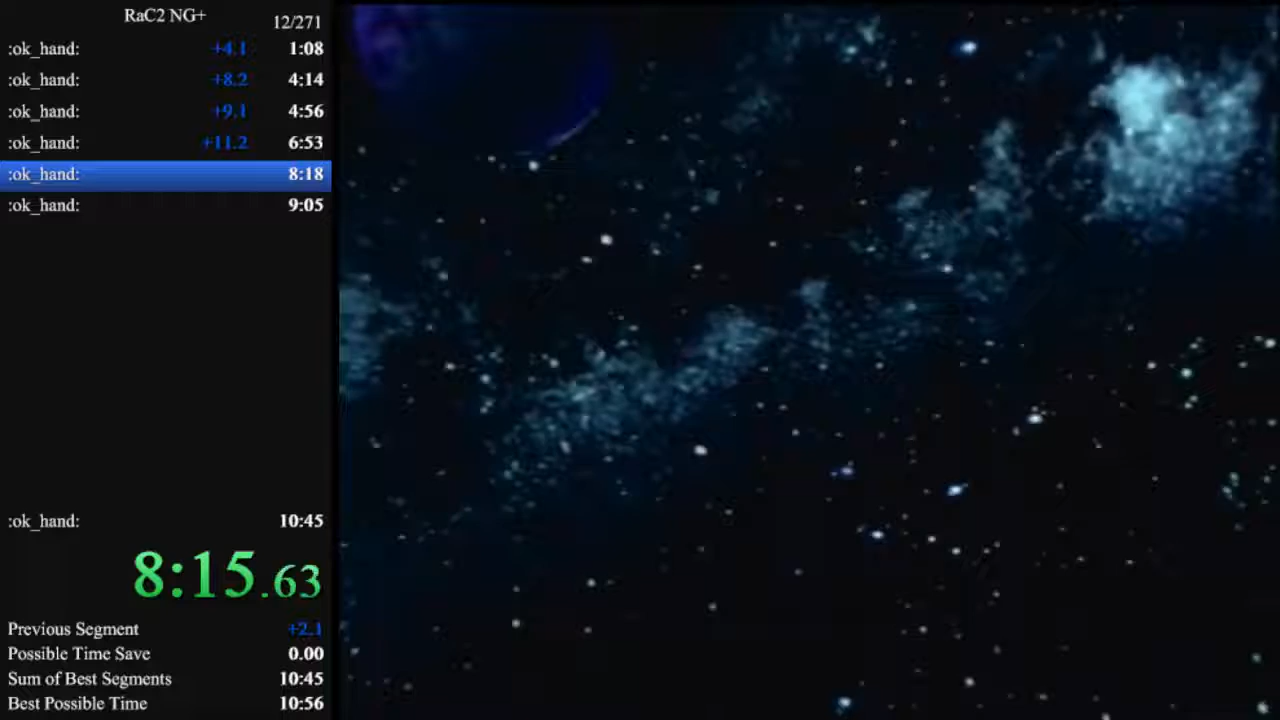 RaC2 NG+
12/271
:ok_hand: +4.1 1:08
:ok_hand: +8.2 4:14
:ok_hand: +9.1 4:56
:ok_hand: +11.2 6:53
:ok_hand: 8:18
:ok_hand: 9:05
:ok_hand: 10:45
8:15.63
Previous Segment +2.1
Possible Time Save 0.00
Sum of Best Segments 10:45
Best Possible Time 10:56